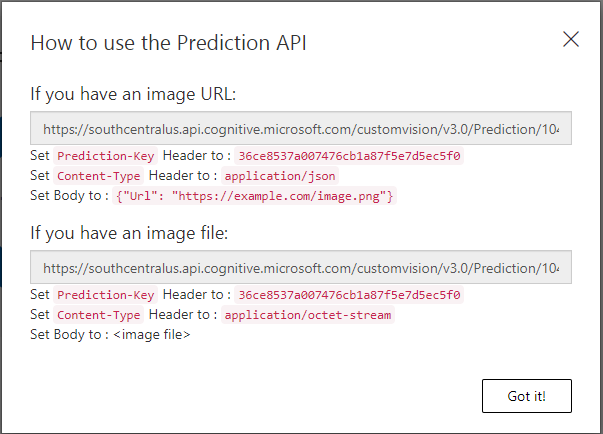 How to use the Prediction API
If you have an image URL:
https://southcentralus.api.cognitive.microsoft.com/customvision/v3.0/Prediction/104
Set Prediction-Key Header to : 36ce8537a007476cb1a87f5e7d5ec5f0
Set Content-Type Header to : application/json
Set Body to : {"Url": "https://example.com/image.png"}
If you have an image file:
https://southcentralus.api.cognitive.microsoft.com/customvision/v3.0/Prediction/104
Set Prediction-Key Header to : 36ce8537a007476cb1a87f5e7d5ec5f0
Set Content-Type Header to : application/octet-stream
Set Body to : <image file>
Got it!